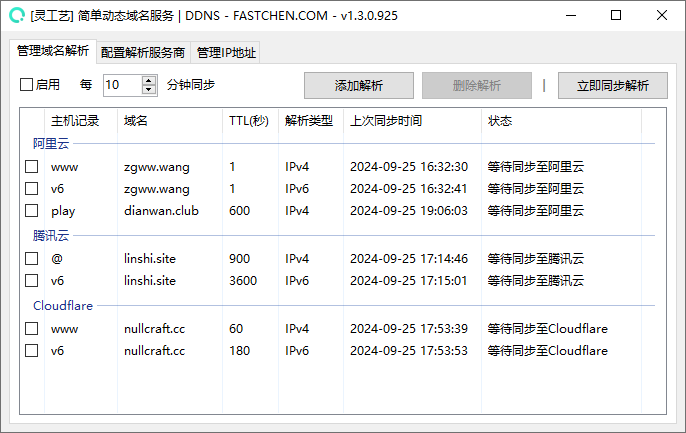 [灵工艺] 简单动态域名服务 | DDNS - FASTCHEN.COM - v1.3.0.925
管理域名解析 配置解析服务商 管理IP地址
启用 每 10 分钟同步 添加解析 删除解析 | 立即同步解析
主机记录 域名 TTL(秒) 解析类型 上次同步时间 状态
阿里云
www zgww.wang 1 IPv4 2024-09-25 16:32:30 等待同步至阿里云
v6 zgww.wang 1 IPv6 2024-09-25 16:32:41 等待同步至阿里云
play dianwan.club 600 IPv4 2024-09-25 19:06:03 等待同步至阿里云
腾讯云
@ linshi.site 900 IPv4 2024-09-25 17:14:46 等待同步至腾讯云
v6 linshi.site 3600 IPv6 2024-09-25 17:15:01 等待同步至腾讯云
Cloudflare
www nullcraft.cc 60 IPv4 2024-09-25 17:53:39 等待同步至Cloudflare
v6 nullcraft.cc 180 IPv6 2024-09-25 17:53:53 等待同步至Cloudflare